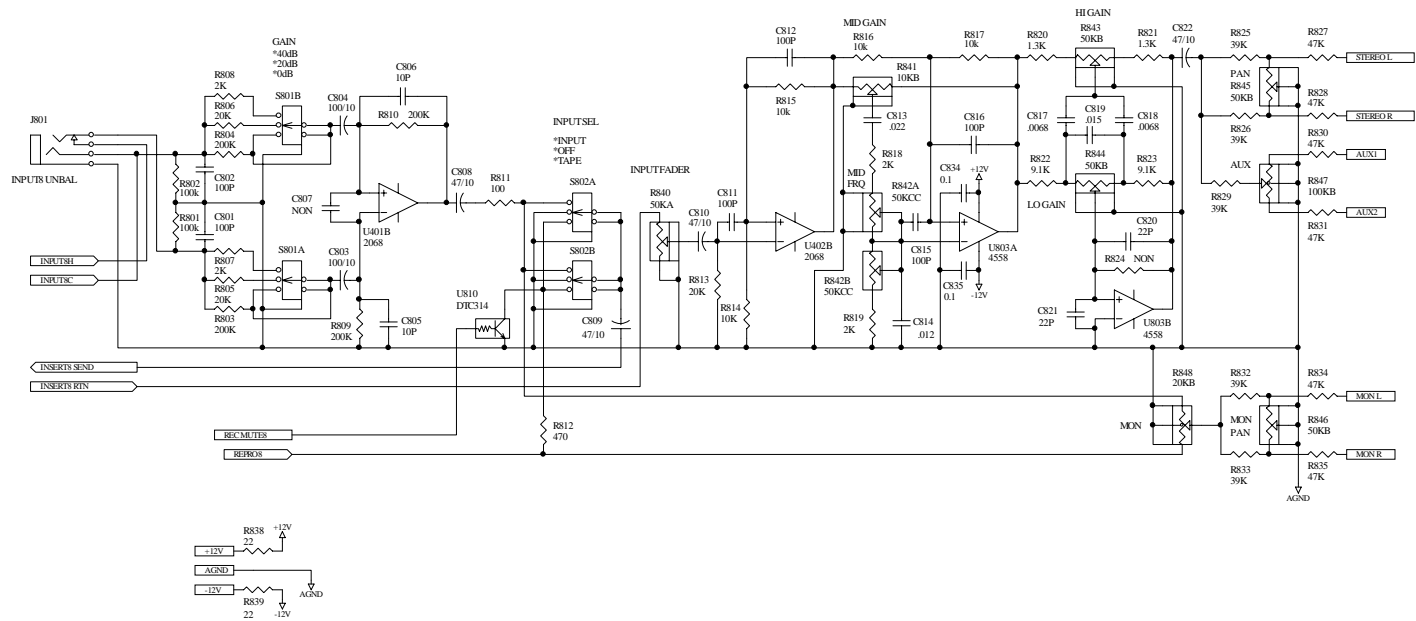 GAIN
*40dB
*20dB
*0dB
R808
2K
R806
20K
R804
200K
S801B
C804
100/10
C806
10P
R810 200K
J801
INPUT8 UNBAL
R802
100k
R801
100k
C802
100P
C801
100P
C807
NON
U401B
2068
C808
47/10
R811
100
INPUT8H
INPUT8C
R807
2K
R805
20K
R803
200K
S801A
C803
100/10
R809
200K
C805
10P
INPUT SEL
*INPUT
*OFF
*TAPE
S802A
S802B
U810
DTC314
C809
47/10
INPUT FADER
R840
50KA
C810
47/10
C811
100P
R813
20K
R814
10K
C812
100P
R815
10k
U402B
2068
MID GAIN
R816
10k
R841
10KB
C813
.022
R818
2K
MID
FRQ
R842A
50KCC
R842B
50KCC
R819
2K
C815
100P
C814
.012
R817
10k
C816
100P
C834
0.1
+12V
U803A
4558
C835
0.1
-12V
R820
1.3K
HI GAIN
R843
50KB
R821
1.3K
C822
47/10
C817
.0068
C819
.015
C818
.0068
R822
9.1K
R844
50KB
R823
9.1K
LO GAIN
C820
22P
R824 NON
C821
22P
U803B
4558
R825
39K
R827
47K
STEREO L
PAN
R845
50KB
R828
47K
STEREO R
R826
39K
R830
47K
AUX1
AUX
R847
100KB
R829
39K
AUX2
R831
47K
INSERT8 SEND
INSERT8 RTN
REC MUTE8
REPRO8
R812
470
R848
20KB
MON
R832
39K
R834
47K
MON L
MON
PAN
R846
50KB
R833
39K
R835
47K
MON R
AGND
+12V
R838
22
+12V
AGND
AGND
-12V
R839
22
-12V